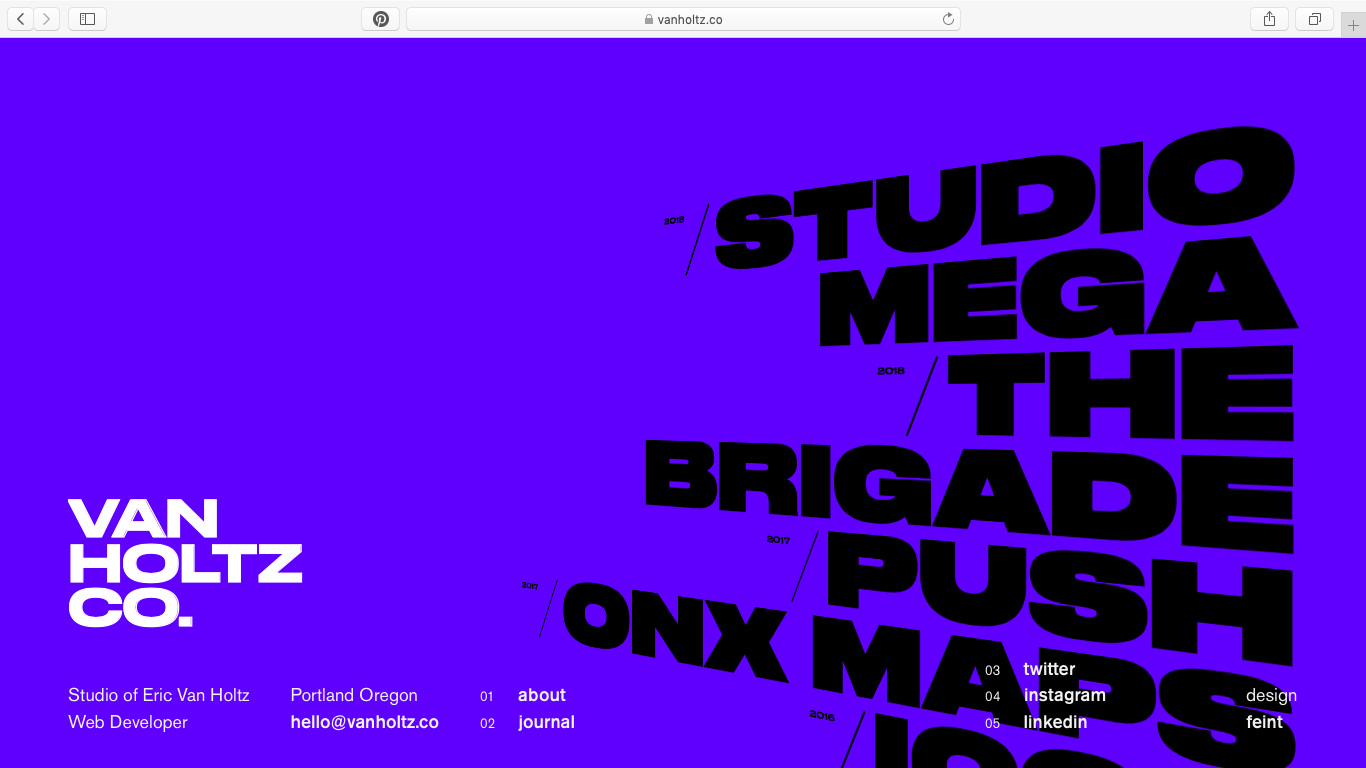 vanholtz.co
2018
STUDIO
MEGA
2018
THE
BRIGADE
2017
PUSH
2017
ONX MAPS
2016
VAN
HOLTZ
CO.
Studio of Eric Van Holtz
Web Developer
Portland Oregon
hello@vanholtz.co
01 about
02 journal
03 twitter
04 instagram
05 linkedin
design
feint